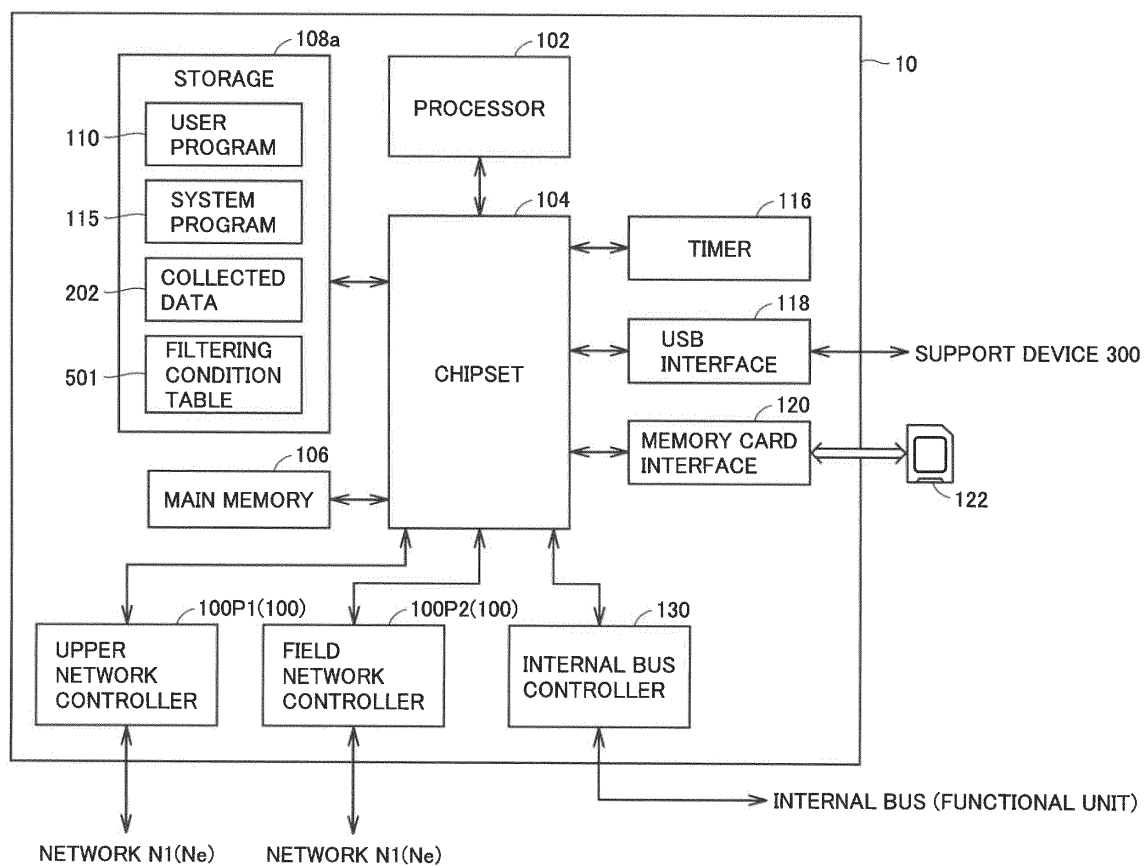 108a
STORAGE
110
USER
PROGRAM
115
SYSTEM
PROGRAM
202
COLLECTED
DATA
501
FILTERING
CONDITION
TABLE
102
PROCESSOR
10
104
CHIPSET
116
TIMER
118
USB
INTERFACE
SUPPORT DEVICE 300
120
MEMORY CARD
INTERFACE
122
106
MAIN MEMORY
100P1(100)
UPPER
NETWORK
CONTROLLER
100P2(100)
FIELD
NETWORK
CONTROLLER
130
INTERNAL BUS
CONTROLLER
INTERNAL BUS (FUNCTIONAL UNIT)
NETWORK N1(Ne)
NETWORK N1(Ne)